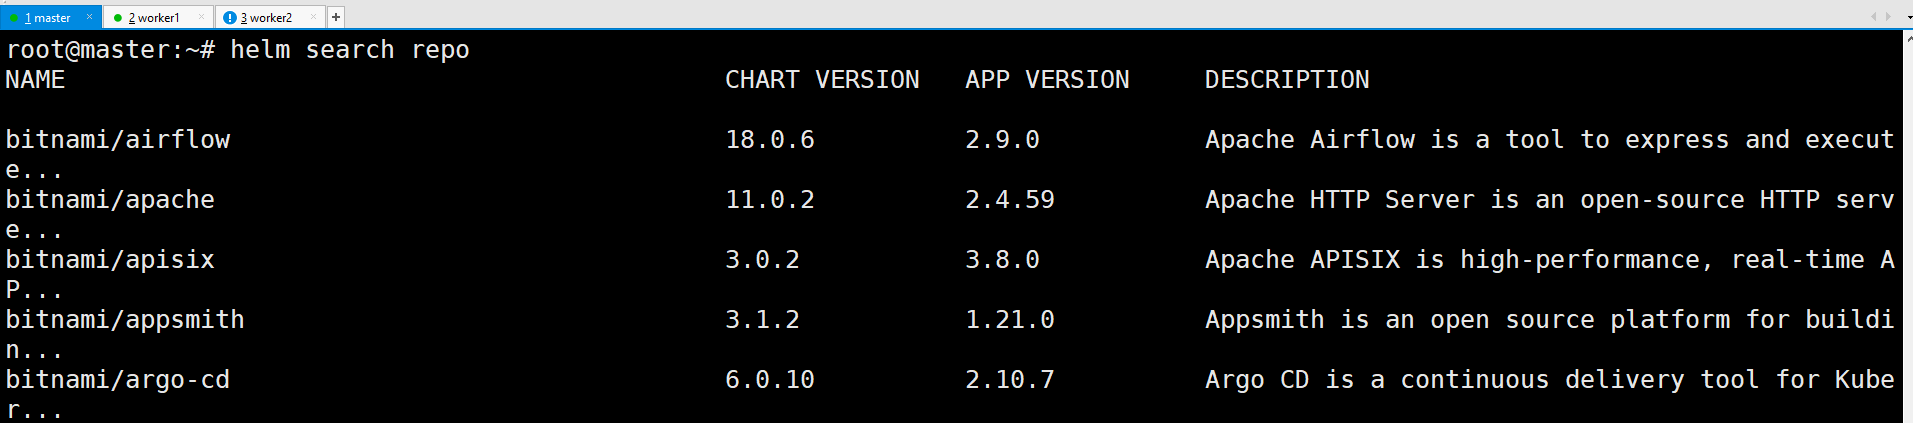 1 master 2 worker1 3 worker2
root@master:~# helm search repo
NAME CHART VERSION APP VERSION DESCRIPTION
bitnami/airflow 18.0.6 2.9.0 Apache Airflow is a tool to express and execut
e...
bitnami/apache 11.0.2 2.4.59 Apache HTTP Server is an open-source HTTP serv
e...
bitnami/apisix 3.0.2 3.8.0 Apache APISIX is high-performance, real-time A
P...
bitnami/appsmith 3.1.2 1.21.0 Appsmith is an open source platform for buildi
n...
bitnami/argo-cd 6.0.10 2.10.7 Argo CD is a continuous delivery tool for Kube
r...